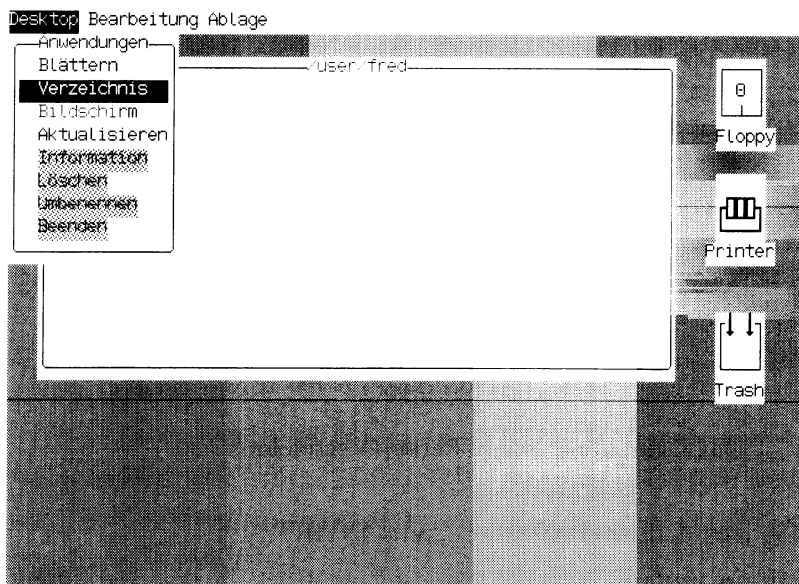 Desktop Bearbeitung Ablage
Anwendungen
Blättern
Verzeichnis
Bildschirm
Aktualisieren
Information
Löschen
Umbenennen
Beenden
/user/fred
0
Floppy
Printer
Trash